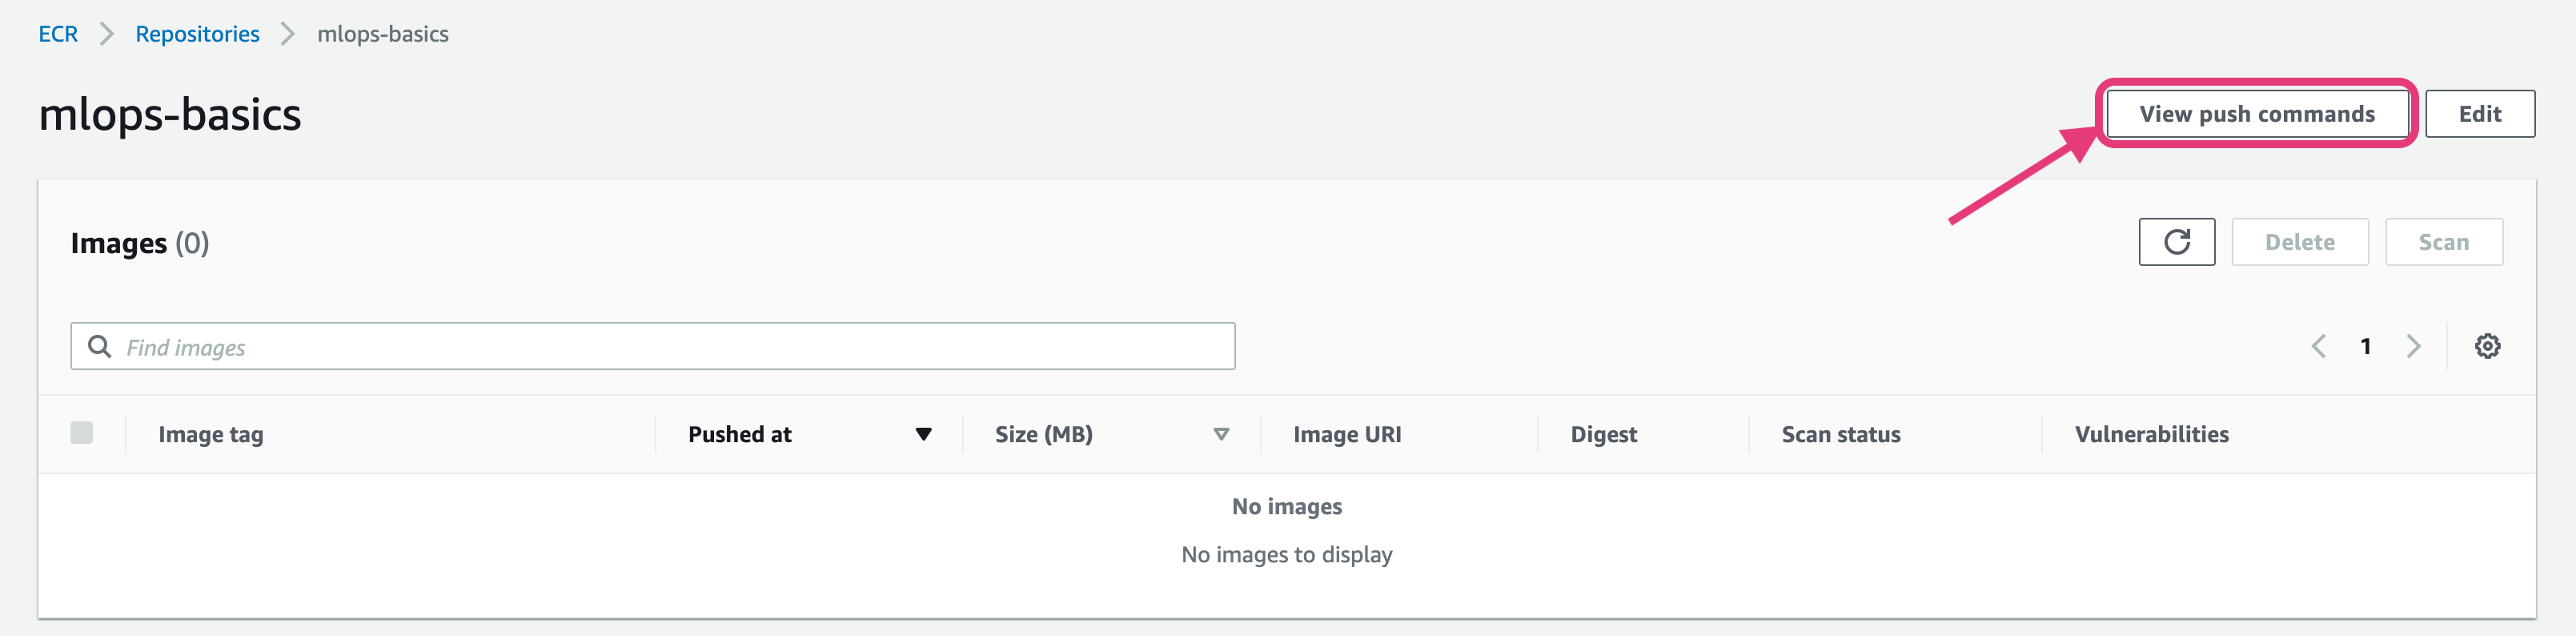 ECR > Repositories > mlops-basics
mlops-basics
View push commands
Edit
Images (0)
Delete
Scan
Find images
1
Image tag Pushed at Size (MB) Image URI Digest Scan status Vulnerabilities
No images
No images to display